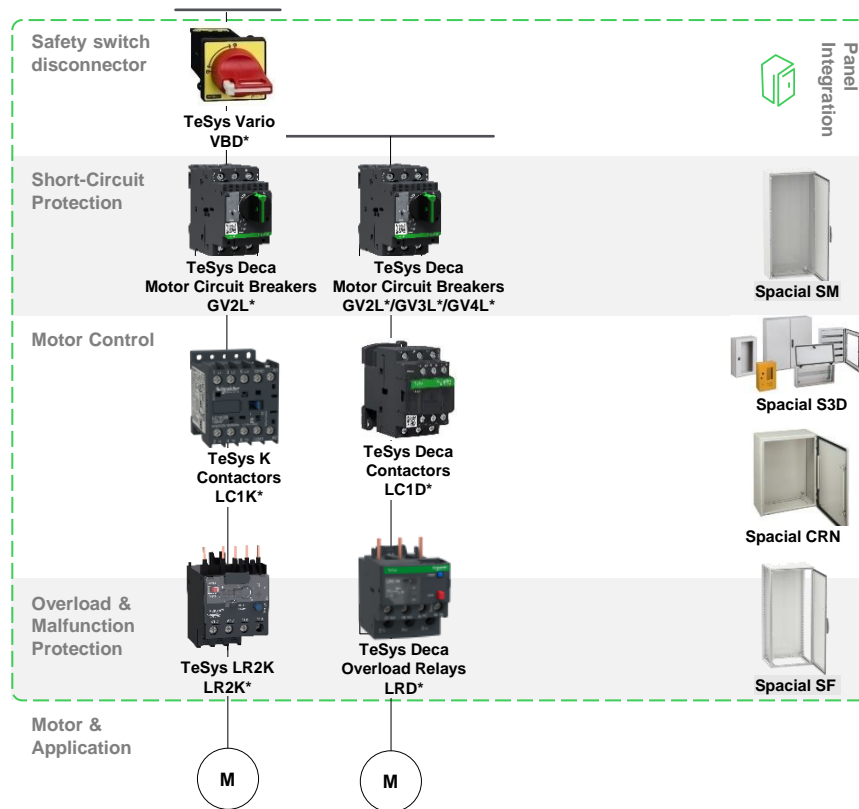 Safety switch
disconnector
Panel
Integration
TeSys Vario
VBD*
Short-Circuit
Protection
TeSys Deca
Motor Circuit Breakers
GV2L*
TeSys Deca
Motor Circuit Breakers
GV2L*/GV3L*/GV4L*
Spacial SM
Motor Control
Spacial S3D
TeSys K
Contactors
LC1K*
TeSys Deca
Contactors
LC1D*
Spacial CRN
Overload &
Malfunction
Protection
TeSys LR2K
LR2K*
TeSys Deca
Overload Relays
LRD*
Spacial SF
Motor &
Application
M
M